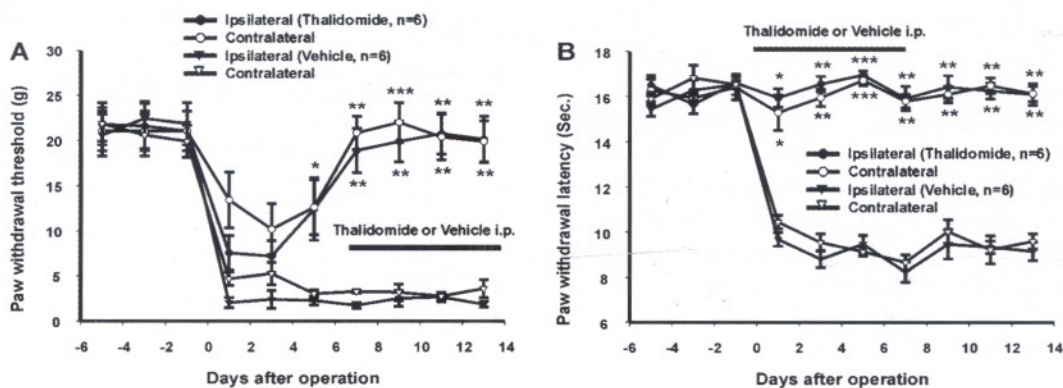 A
Ipsilateral (Thalidomide, n=6)
Contralateral
Ipsilateral (Vehicle, n=6)
Contralateral
Paw withdrawal threshold (g)
30
25
20
15
10
5
0
* ** *** ** **
** ** ** **
Thalidomide or Vehicle i.p.
-6 -4 -2 0 2 4 6 8 10 12 14
Days after operation
B
Thalidomide or Vehicle i.p.
Paw withdrawal latency (Sec.)
18
16
14
12
10
8
6
* ** *** ** ** ** **
* ** *** ** ** ** **
Ipsilateral (Thalidomide, n=6)
Contralateral
Ipsilateral (Vehicle, n=6)
Contralateral
-6 -4 -2 0 2 4 6 8 10 12 14
Days after operation